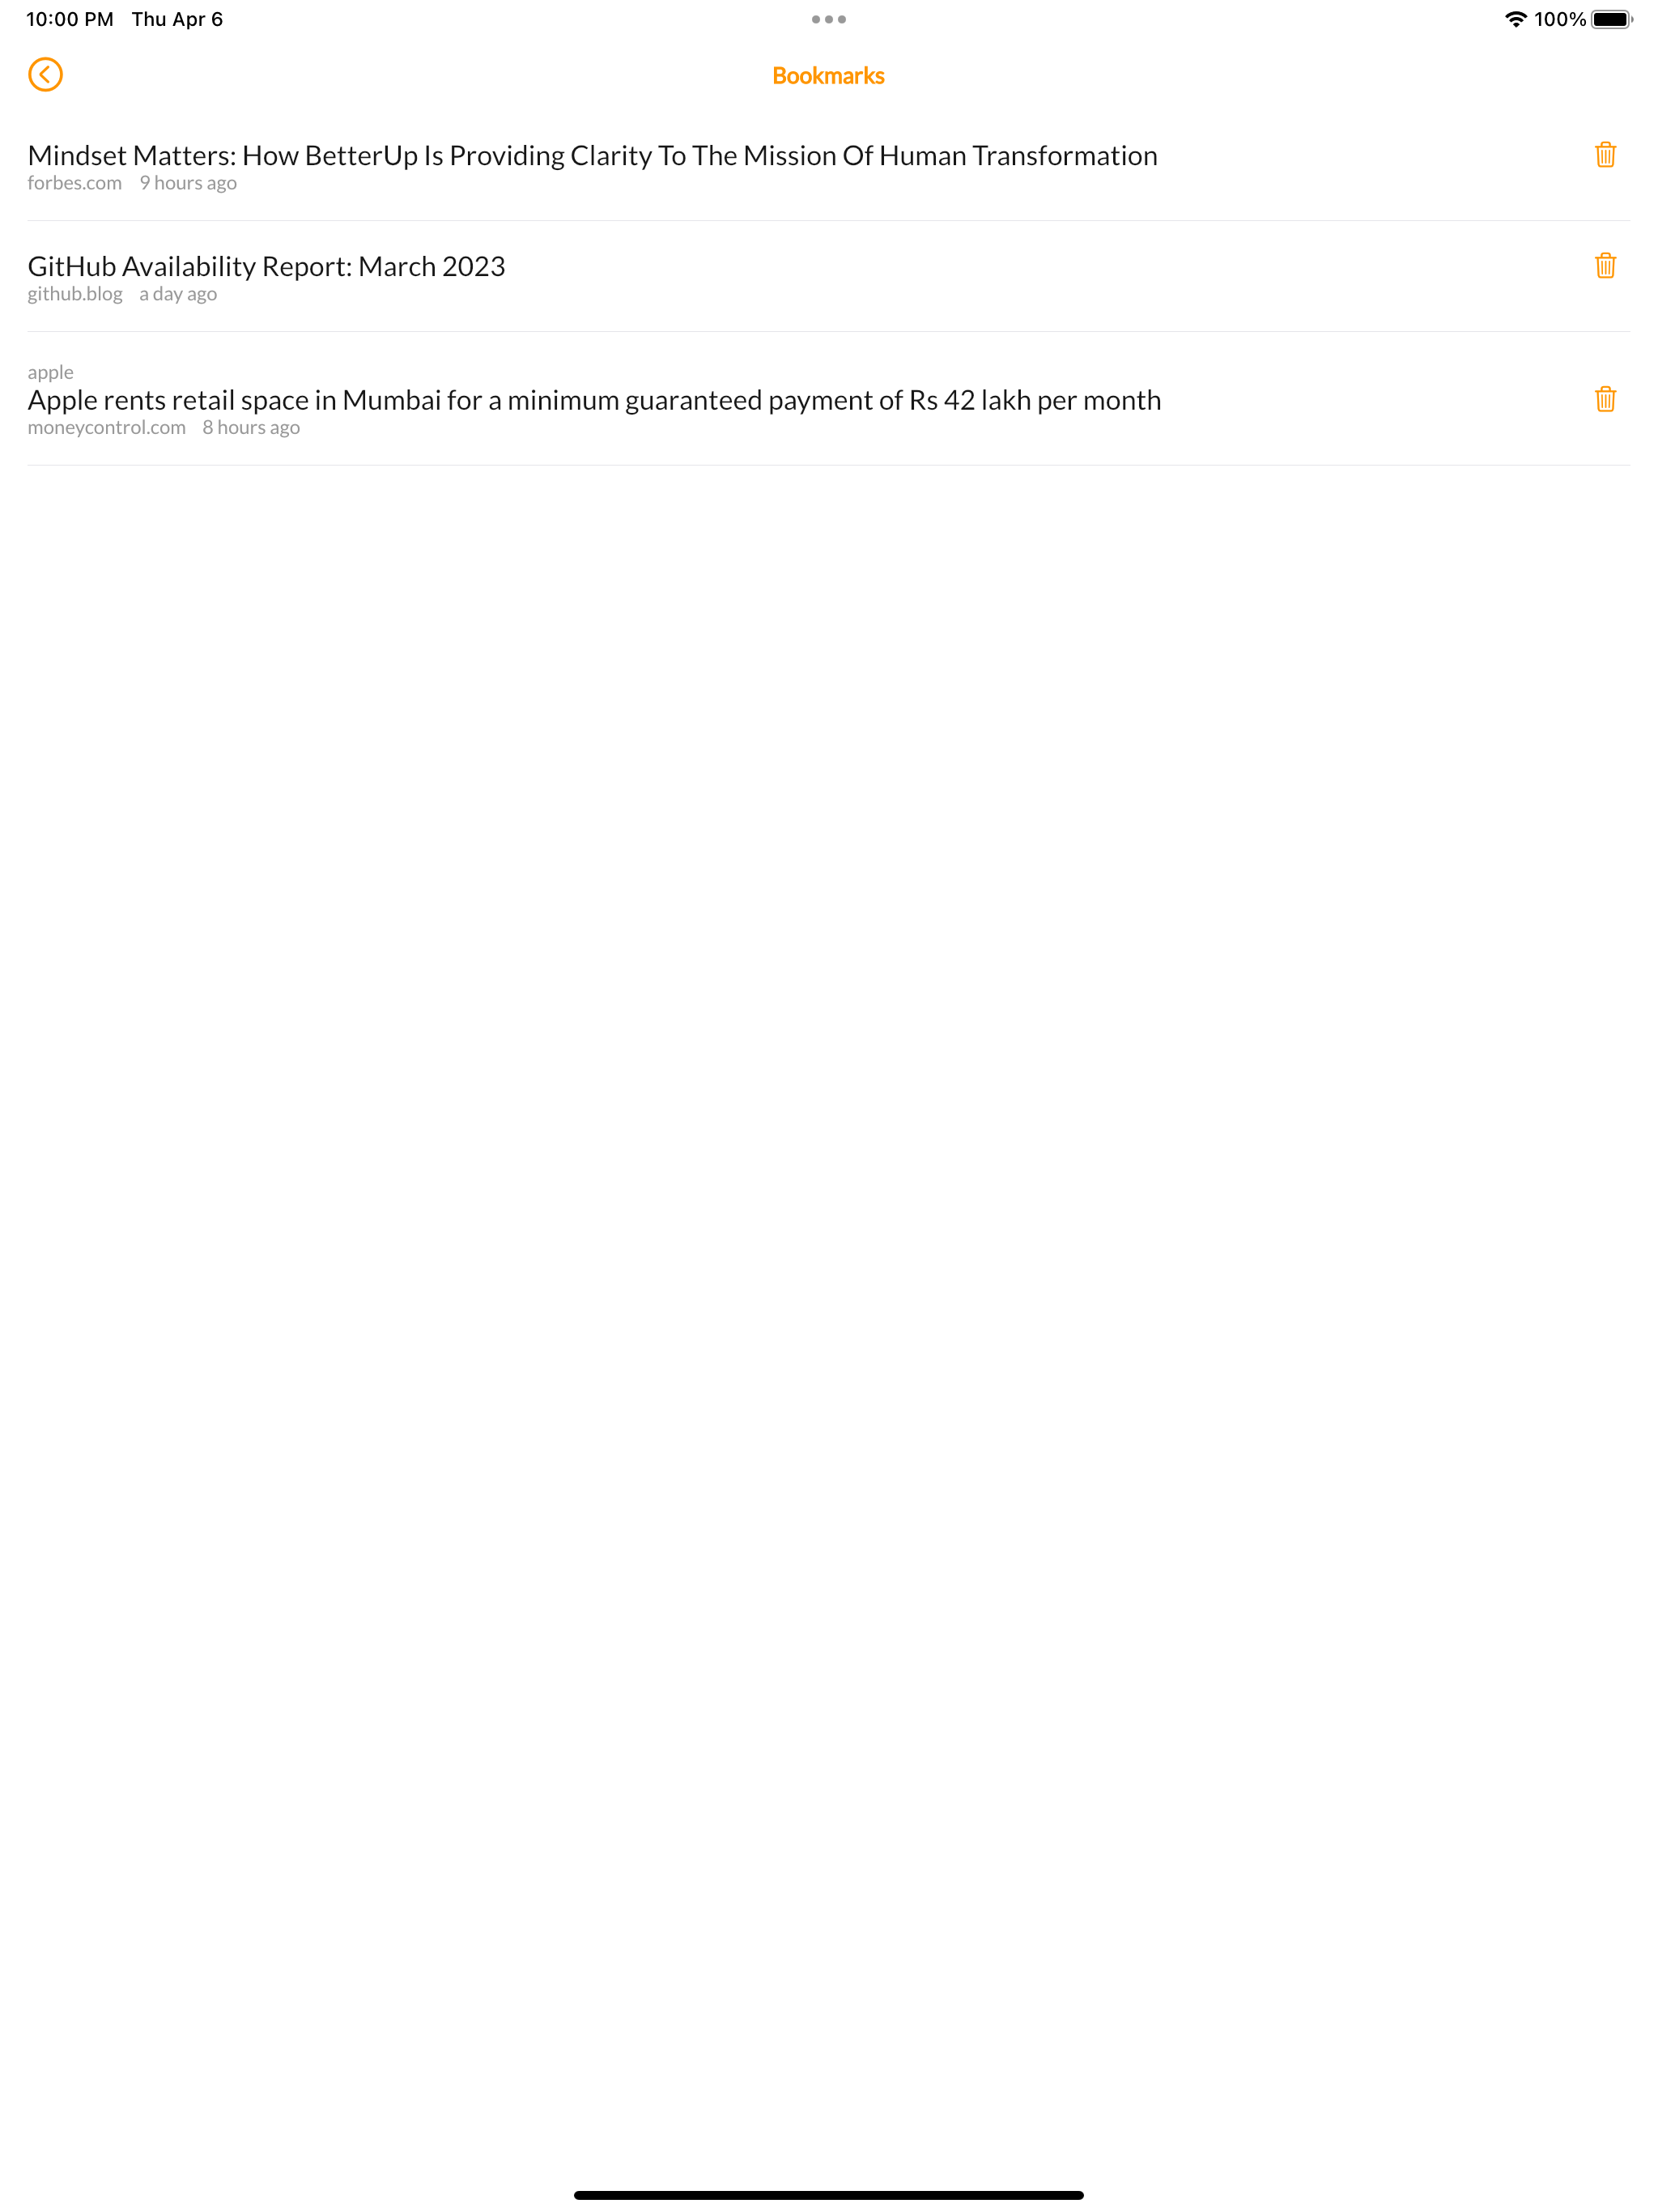 10:00 PM Thu Apr 6 100%
Bookmarks
Mindset Matters: How BetterUp Is Providing Clarity To The Mission Of Human Transformation
forbes.com 9 hours ago
GitHub Availability Report: March 2023
github.blog a day ago
apple
Apple rents retail space in Mumbai for a minimum guaranteed payment of Rs 42 lakh per month
moneycontrol.com 8 hours ago